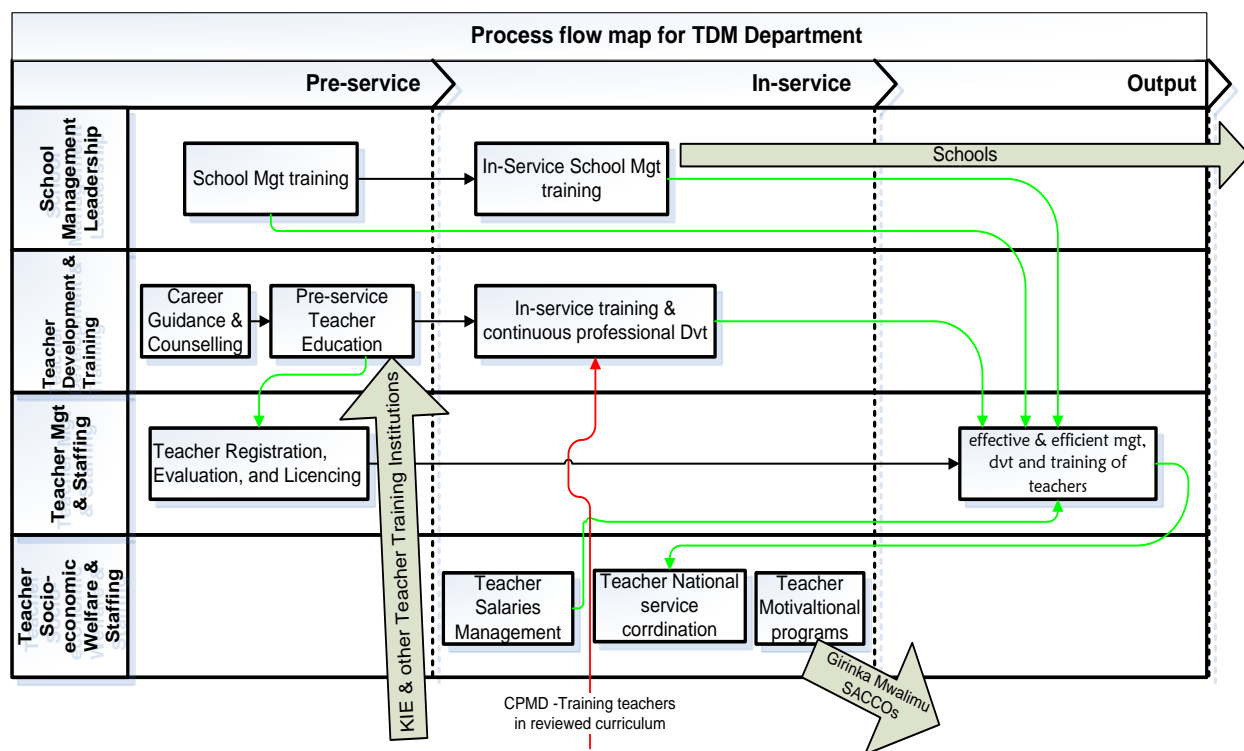 Process flow map for TDM Department
Pre-service
In-service
Output
School
Management
Leadership
School Mgt training
In-Service School Mgt
training
Schools
Teacher
Development &
Training
Career
Guidance &
Counselling
Pre-service
Teacher
Education
In-service training &
continuous professional Dvt
Teacher Mgt
& Staffing
Teacher Registration,
Evaluation, and Licencing
KIE & other Teacher Training Institutions
effective & efficient mgt,
dvt and training of
teachers
Teacher
Socio-
economic
Welfare &
Staffing
Teacher
Salaries
Management
Teacher National
service
corrdination
Teacher
Motivaltional
programs
Girinka Mwalimu
SACCOs
CPMD -Training teachers
in reviewed curriculum